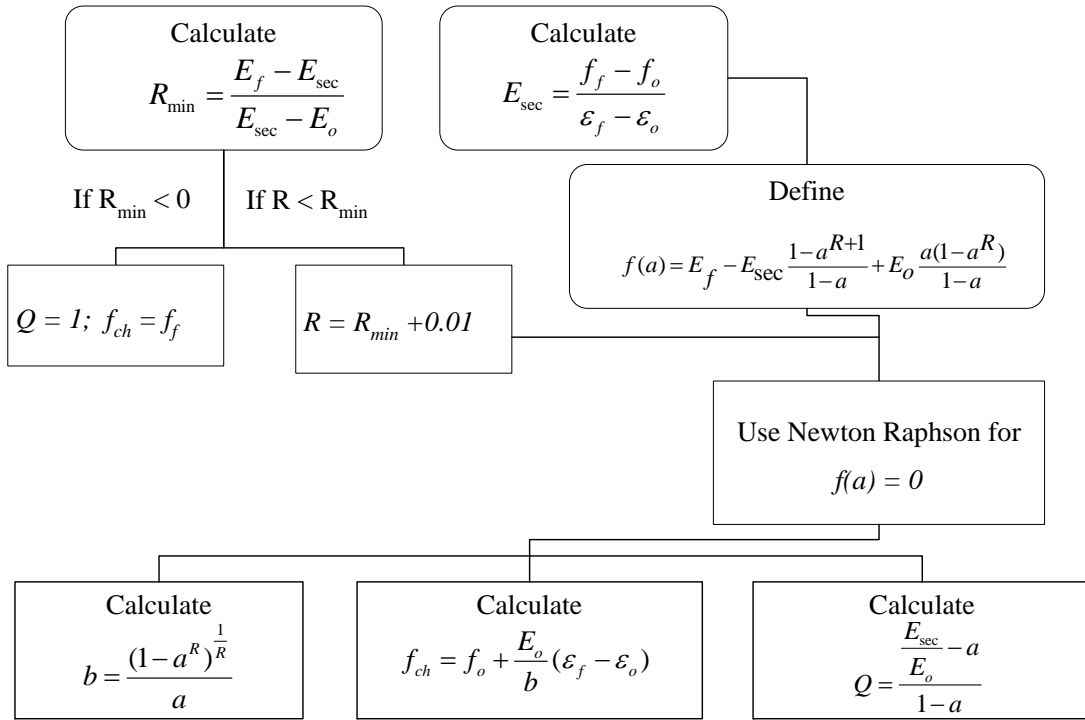 Calculate
R_min = (E_f − E_sec) / (E_sec − E_o)
Calculate
E_sec = (f_f − f_o) / (ε_f − ε_o)
If R_min < 0
If R < R_min
Define
f(a) = E_f − E_sec (1−a^(R+1)) / (1−a) + E_o (a(1−a^R)) / (1−a)
Q = 1; f_ch = f_f
R = R_min +0.01
Use Newton Raphson for
f(a) = 0
Calculate
b = (1−a^R)^(1/R) / a
Calculate
f_ch = f_o + (E_o / b)(ε_f − ε_o)
Calculate
Q = (E_sec / E_o − a) / (1−a)